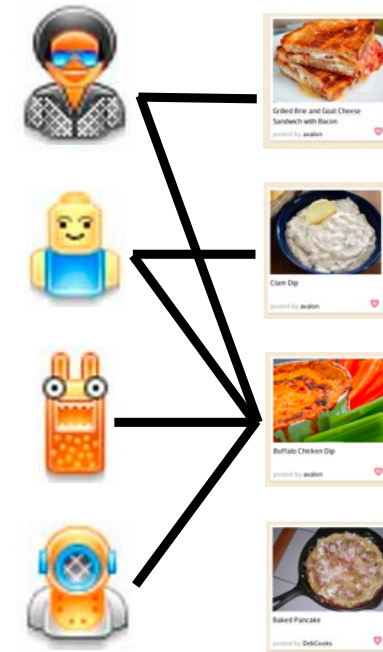 Grilled Brie and Goat Cheese
Sandwich with Bacon
posted by avalon
Clam Dip
posted by avalon
Buffalo Chicken Dip
posted by avalon
Baked Pancake
posted by DebCooks